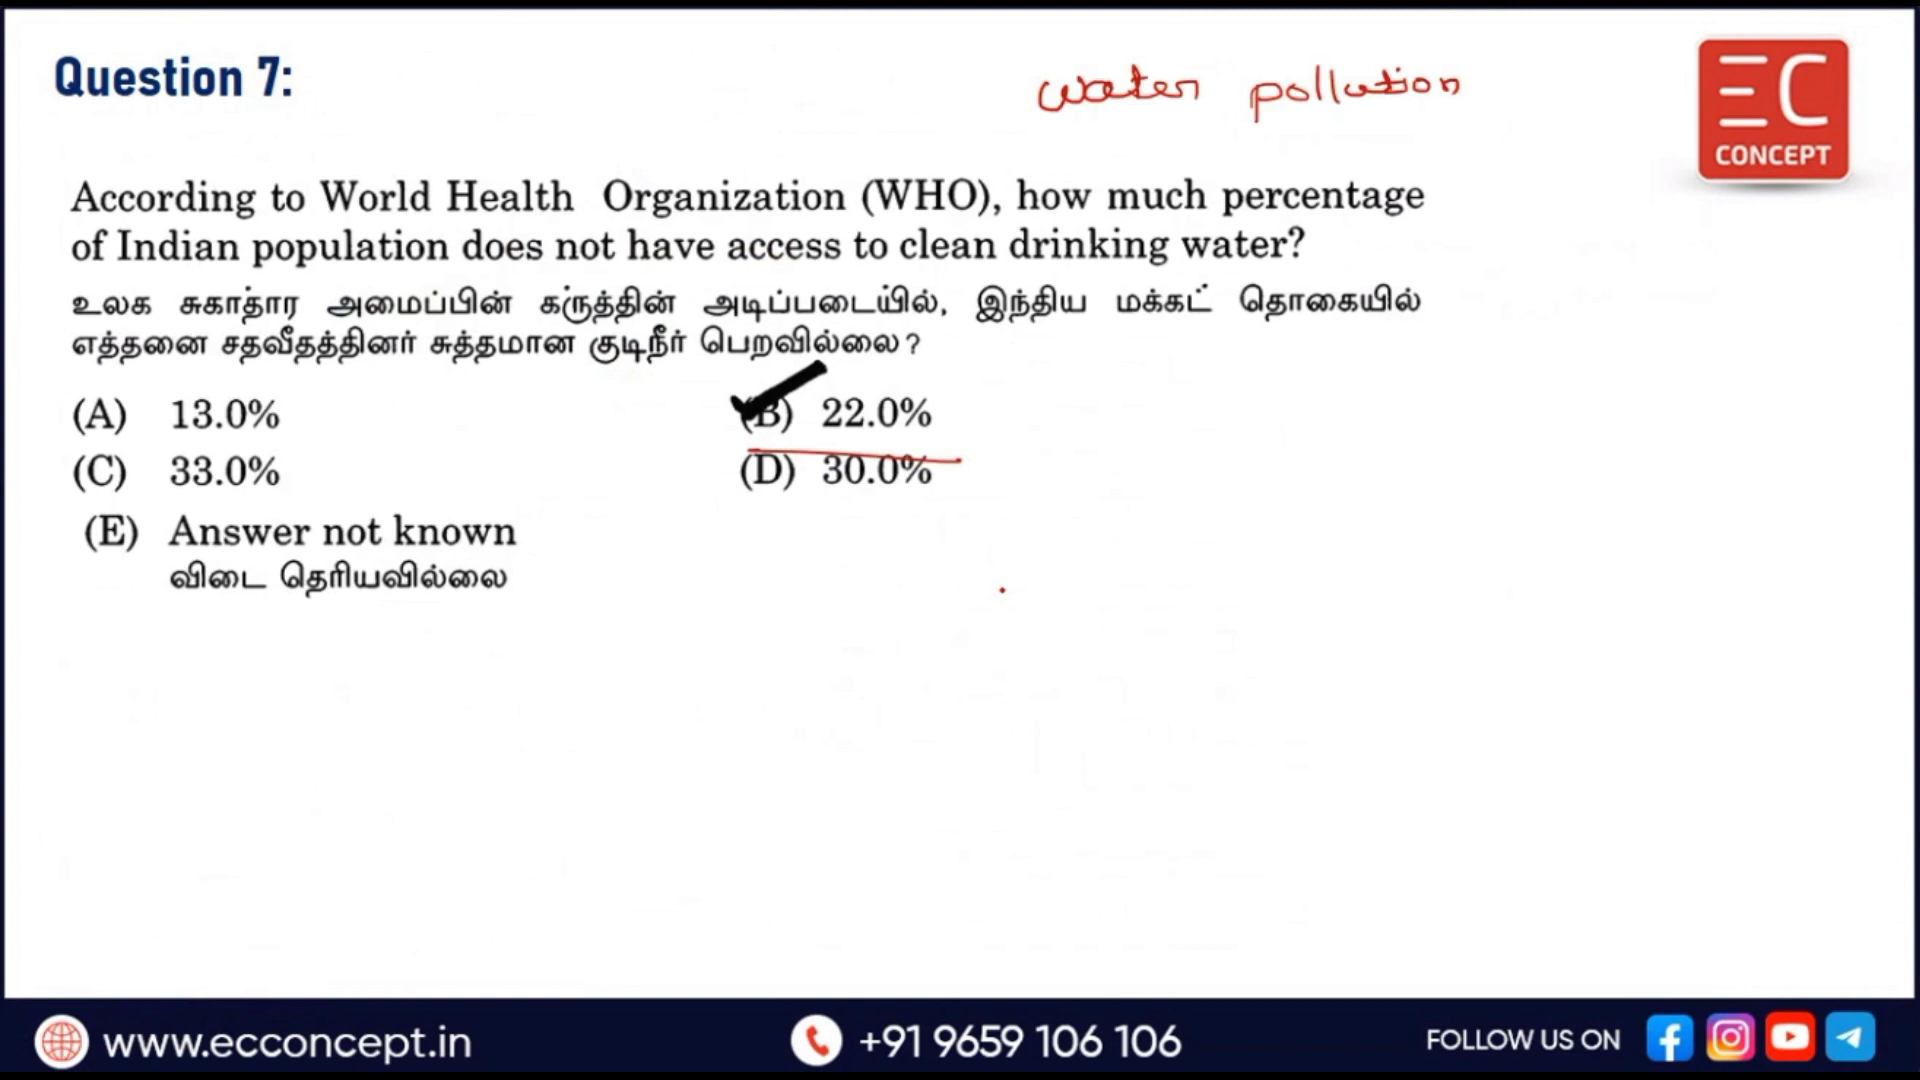 Question 7:
water pollution
EC
CONCEPT
According to World Health Organization (WHO), how much percentage
of Indian population does not have access to clean drinking water?
உலக சுகாதார அமைப்பின் கருத்தின் அடிப்படையில், இந்திய மக்கட் தொகையில்
எத்தனை சதவீதத்தினர் சுத்தமான குடிநீர் பெறவில்லை?
(A) 13.0% (B) 22.0%
(C) 33.0% (D) 30.0%
(E) Answer not known
விடை தெரியவில்லை
www.ecconcept.in +91 9659 106 106 FOLLOW US ON